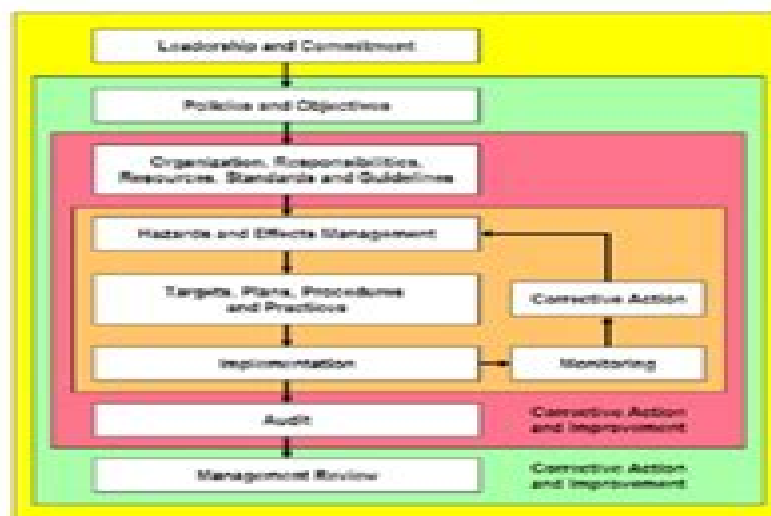 Leadership and Commitment
Policies and Objectives
Organization, Responsibilities,
Resources, Standards and Guidelines
Hazards and Effects Management
Targets, Plans, Procedures
and Practices
Corrective Action
Implementation
Monitoring
Audit
Corrective Action
and Improvement
Management Review
Corrective Action
and Improvement